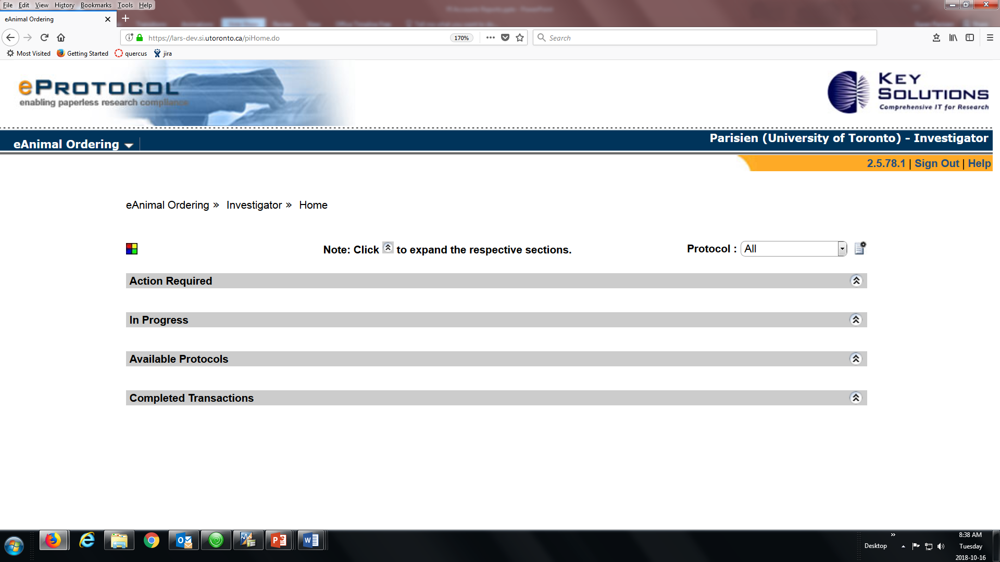 File Edit View History Bookmarks Tools Help
eAnimal Ordering
https://lars-dev.si.utoronto.ca/piHome.do
170%
Search
Most Visited Getting Started quercus jira
ePROTOCOL
enabling paperless research compliance
KEY
SOLUTIONS
Comprehensive IT for Research
eAnimal Ordering
Parisien (University of Toronto) - Investigator
2.5.78.1 | Sign Out | Help
eAnimal Ordering » Investigator » Home
Note: Click to expand the respective sections.
Protocol : All
Action Required
In Progress
Available Protocols
Completed Transactions
Desktop
8:38 AM
Tuesday
2018-10-16